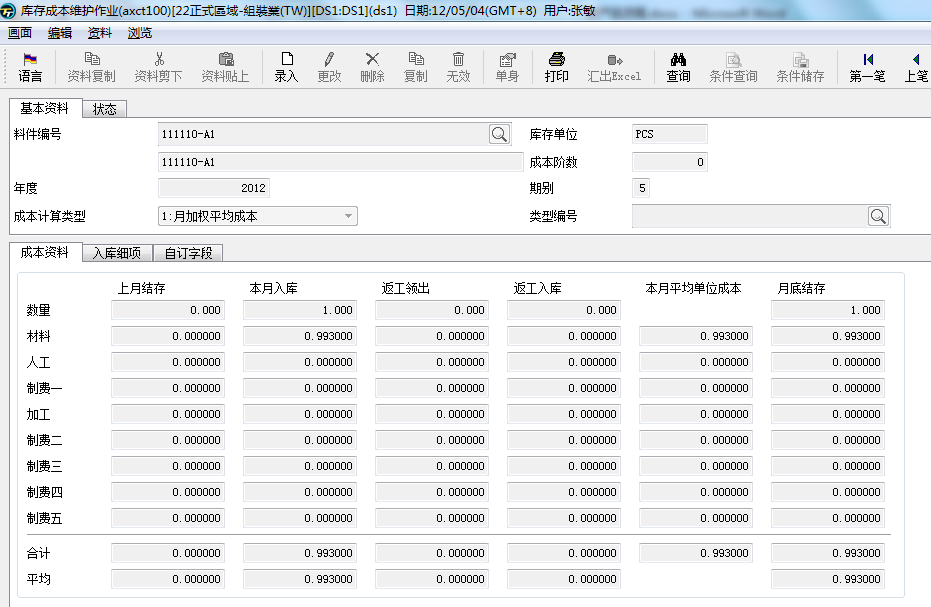 库存成本维护作业(axct100)[22正式區域-组裝業(TW)][DS1:DS1](ds1) 日期:12/05/04(GMT+8) 用户:张敏
画面 编辑 资料 浏览
语言 资料复制 资料剪下 资料贴上 录入 更改 删除 复制 无效 单身 打印 汇出Excel 查询 条件查询 条件储存 第一笔 上笔
基本资料 状态
料件编号 111110-A1 库存单位 PCS
111110-A1 成本阶数 0
年度 2012 期别 5
成本计算类型 1:月加权平均成本 类型编号
成本资料 入库细项 自订字段
上月结存 本月入库 返工领出 返工入库 本月平均单位成本 月底结存
数量 0.000 1.000 0.000 0.000 1.000
材料 0.000000 0.993000 0.000000 0.000000 0.993000 0.993000
人工 0.000000 0.000000 0.000000 0.000000 0.000000 0.000000
制费一 0.000000 0.000000 0.000000 0.000000 0.000000 0.000000
加工 0.000000 0.000000 0.000000 0.000000 0.000000 0.000000
制费二 0.000000 0.000000 0.000000 0.000000 0.000000 0.000000
制费三 0.000000 0.000000 0.000000 0.000000 0.000000 0.000000
制费四 0.000000 0.000000 0.000000 0.000000 0.000000 0.000000
制费五 0.000000 0.000000 0.000000 0.000000 0.000000 0.000000
合计 0.000000 0.993000 0.000000 0.000000 0.993000 0.993000
平均 0.000000 0.993000 0.000000 0.000000 0.993000